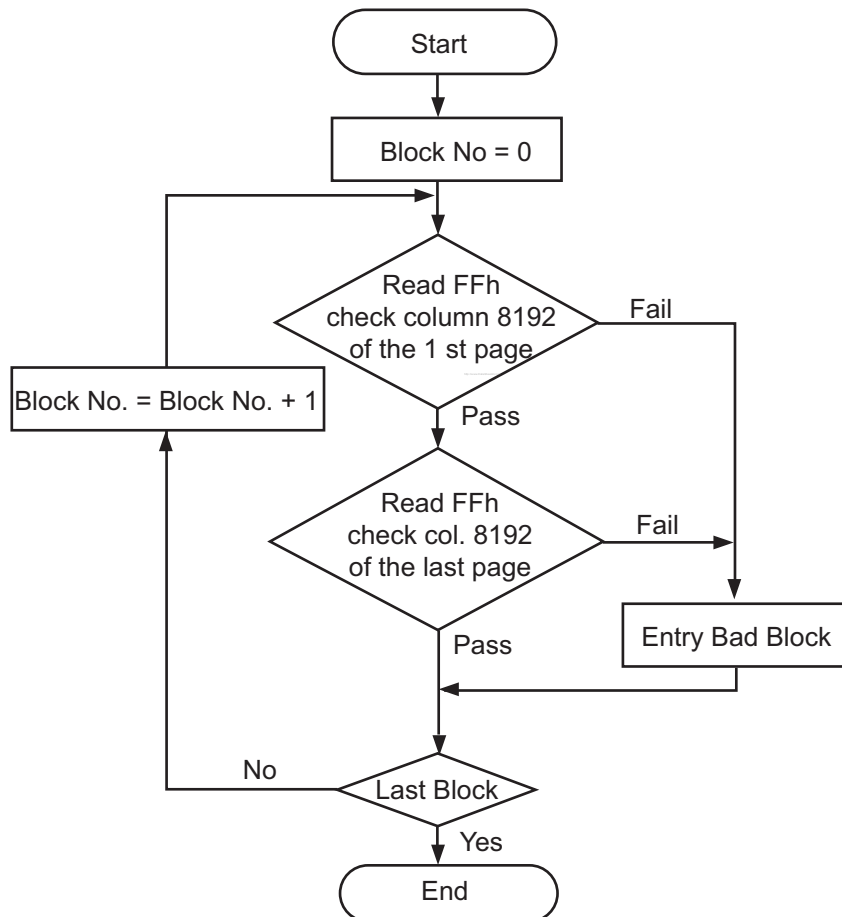 Start
Block No = 0
Read FFh
check column 8192
of the 1 st page
Fail
Block No. = Block No. + 1
Pass
Read FFh
check col. 8192
of the last page
Fail
Entry Bad Block
Pass
No
Last Block
Yes
End